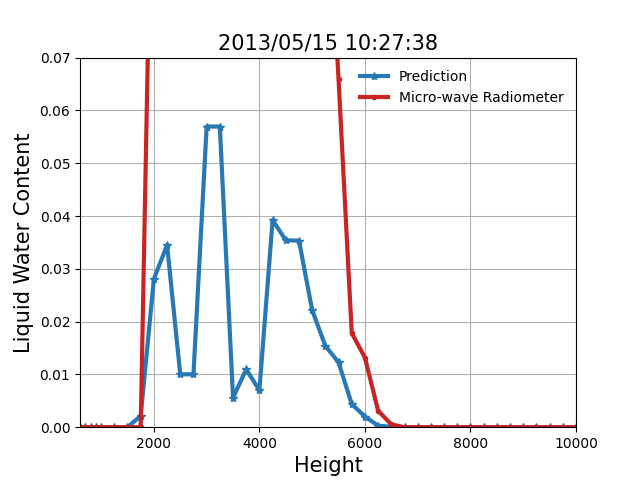 2013/05/15 10:27:38
Prediction
Micro-wave Radiometer
Liquid Water Content
0.07
0.06
0.05
0.04
0.03
0.02
0.01
0.00
2000 4000 6000 8000 10000
Height